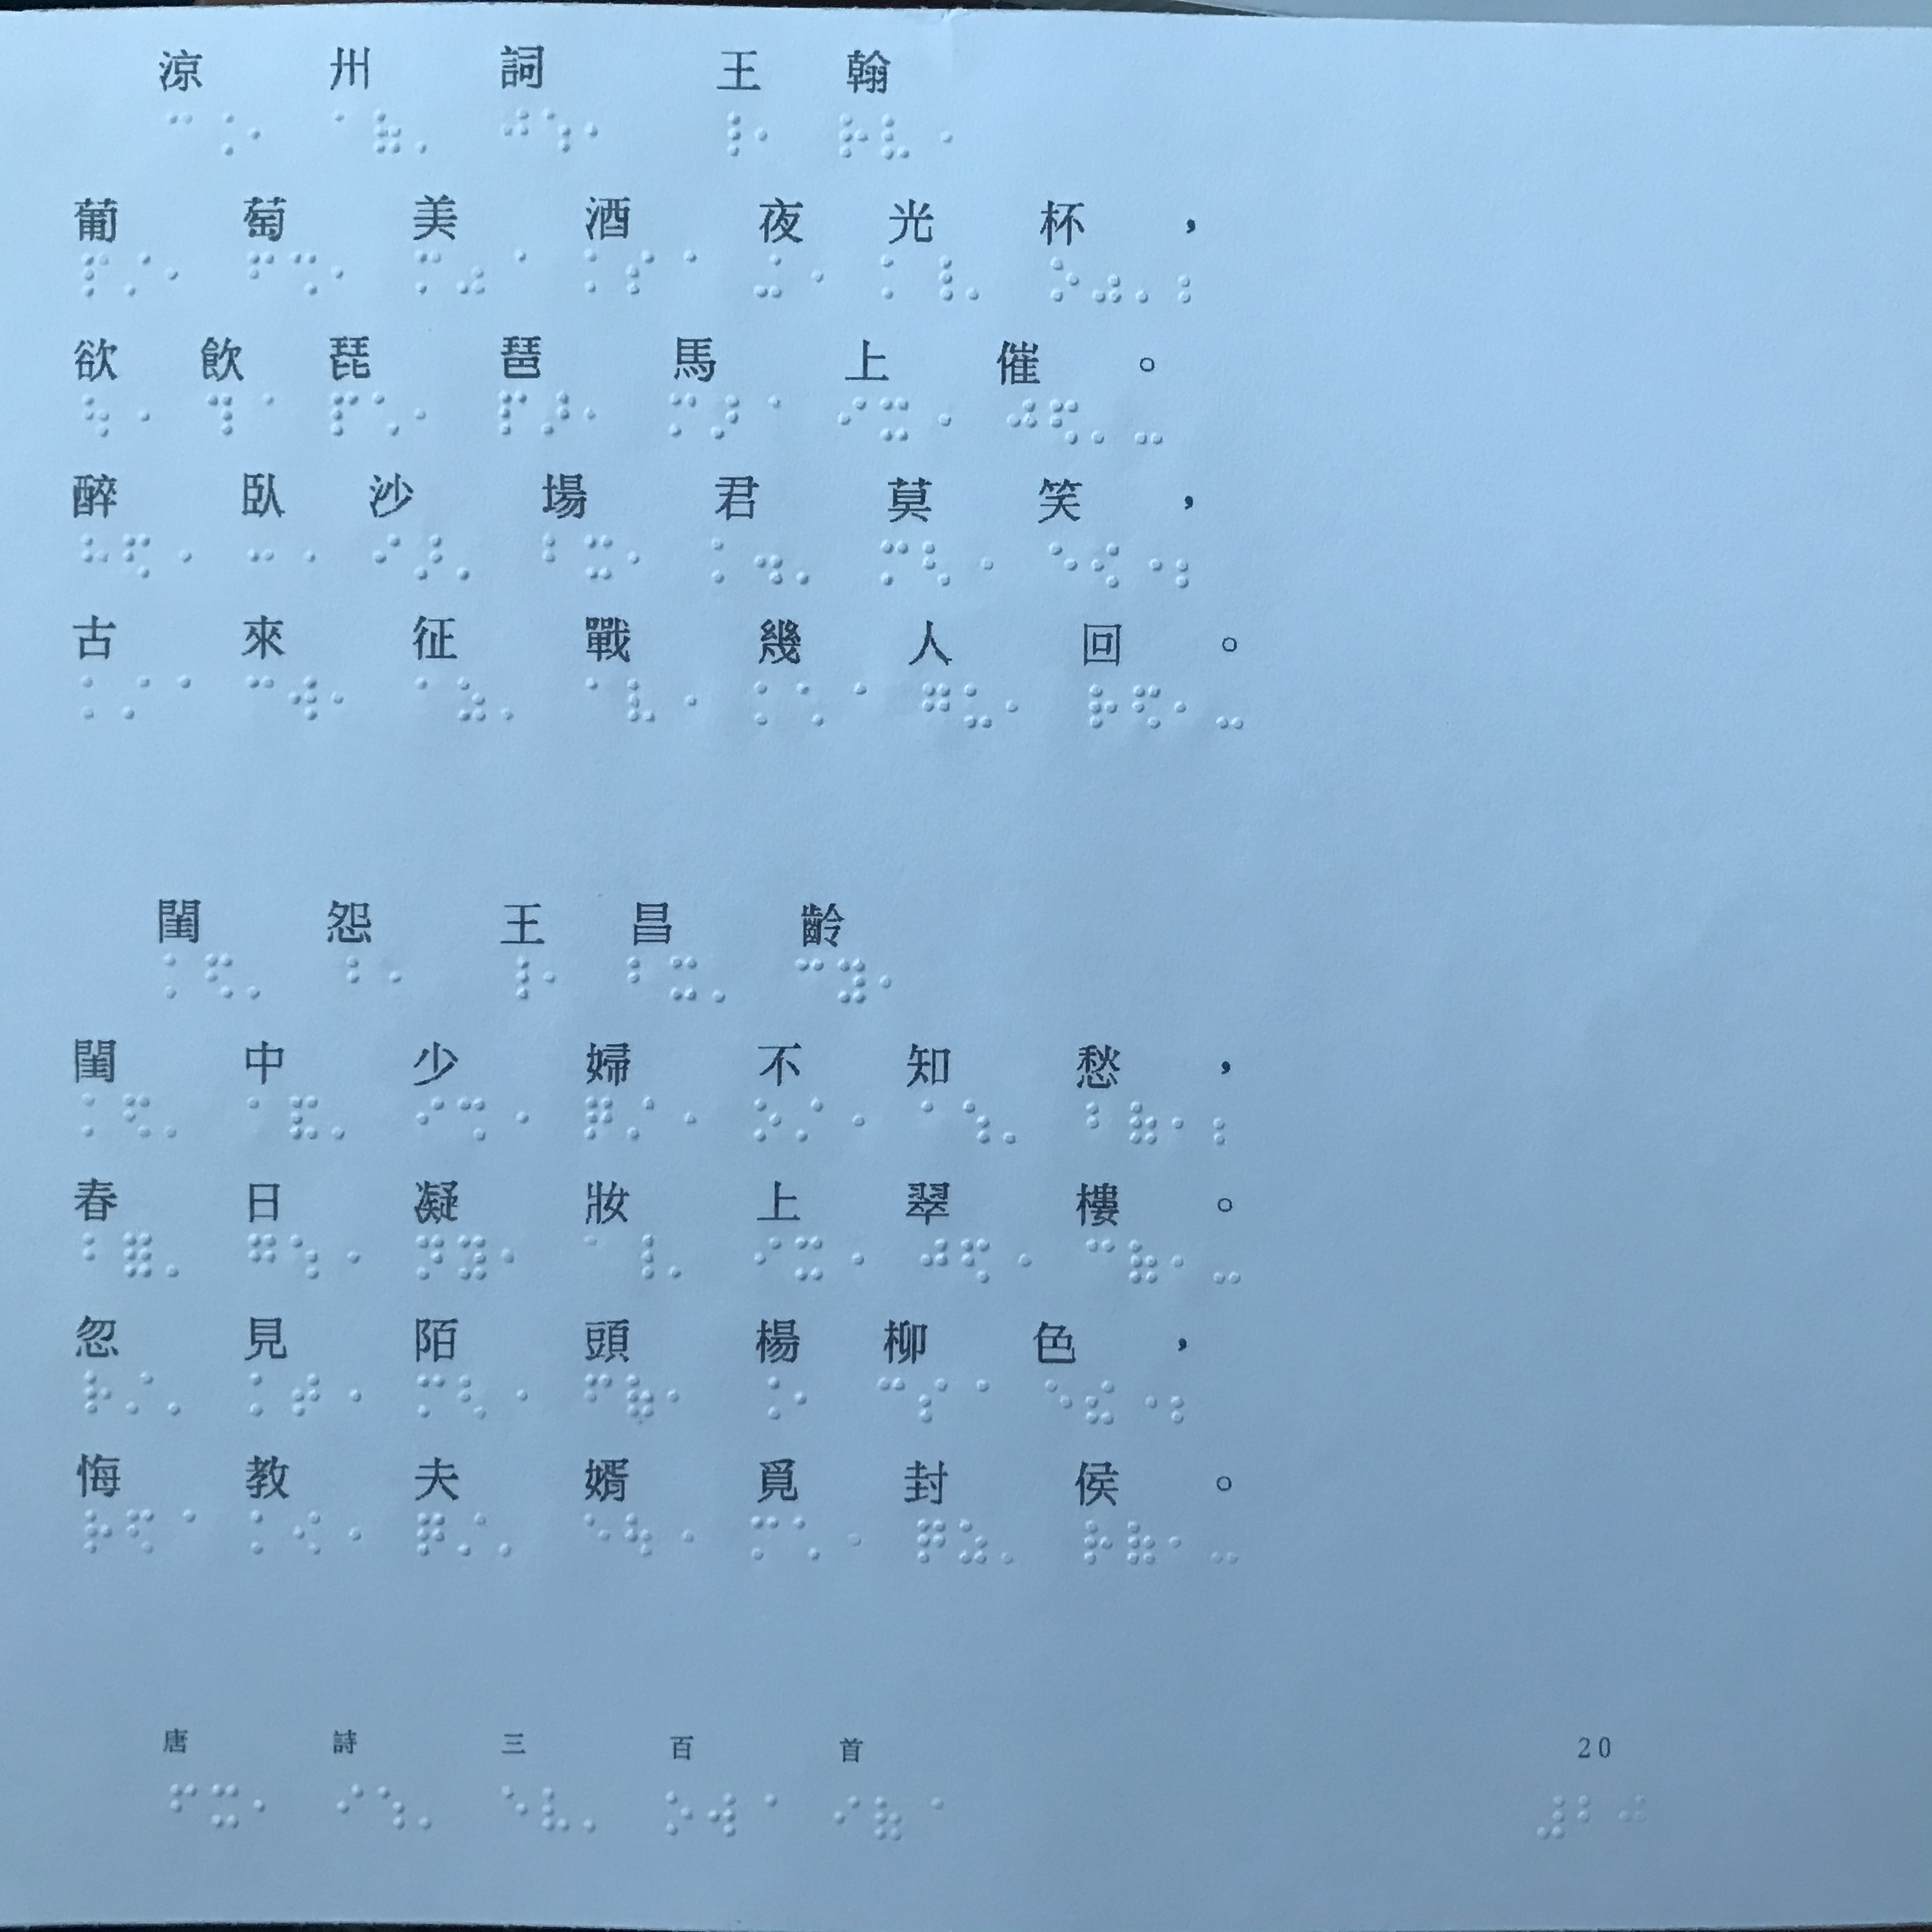 涼州詞 王翰
葡萄美酒夜光杯，
欲飲琵琶馬上催。
醉臥沙場君莫笑，
古來征戰幾人回。
閨怨 王昌齡
閨中少婦不知愁，
春日凝妝上翠樓。
忽見陌頭楊柳色，
悔教夫婿覓封侯。
唐詩三百首 20